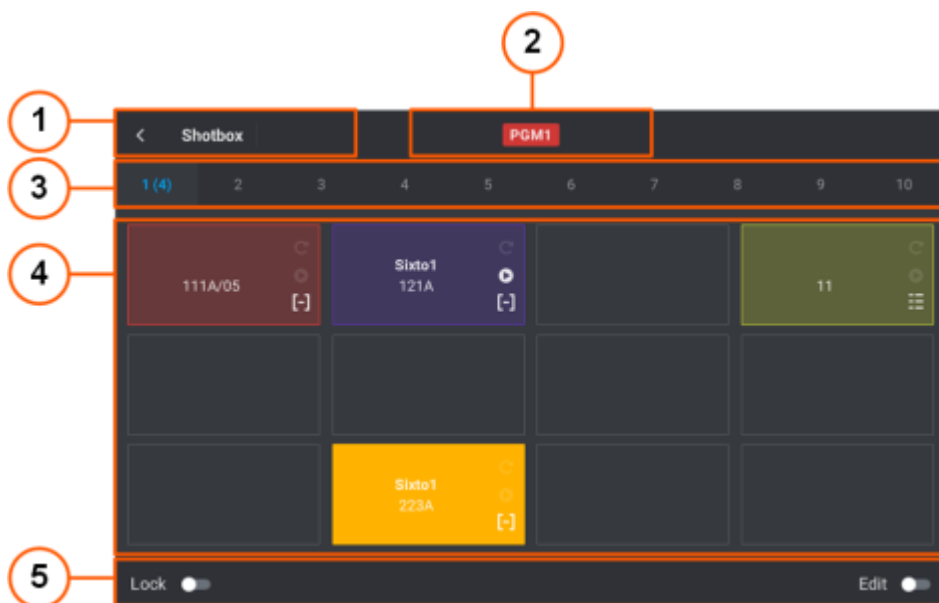 2
1
Shotbox
PGM1
3
1 (4) 2 3 4 5 6 7 8 9 10
4
111A/05
[-]
Sixto1
121A
[-]
11
Sixto1
223A
[-]
5
Lock
Edit